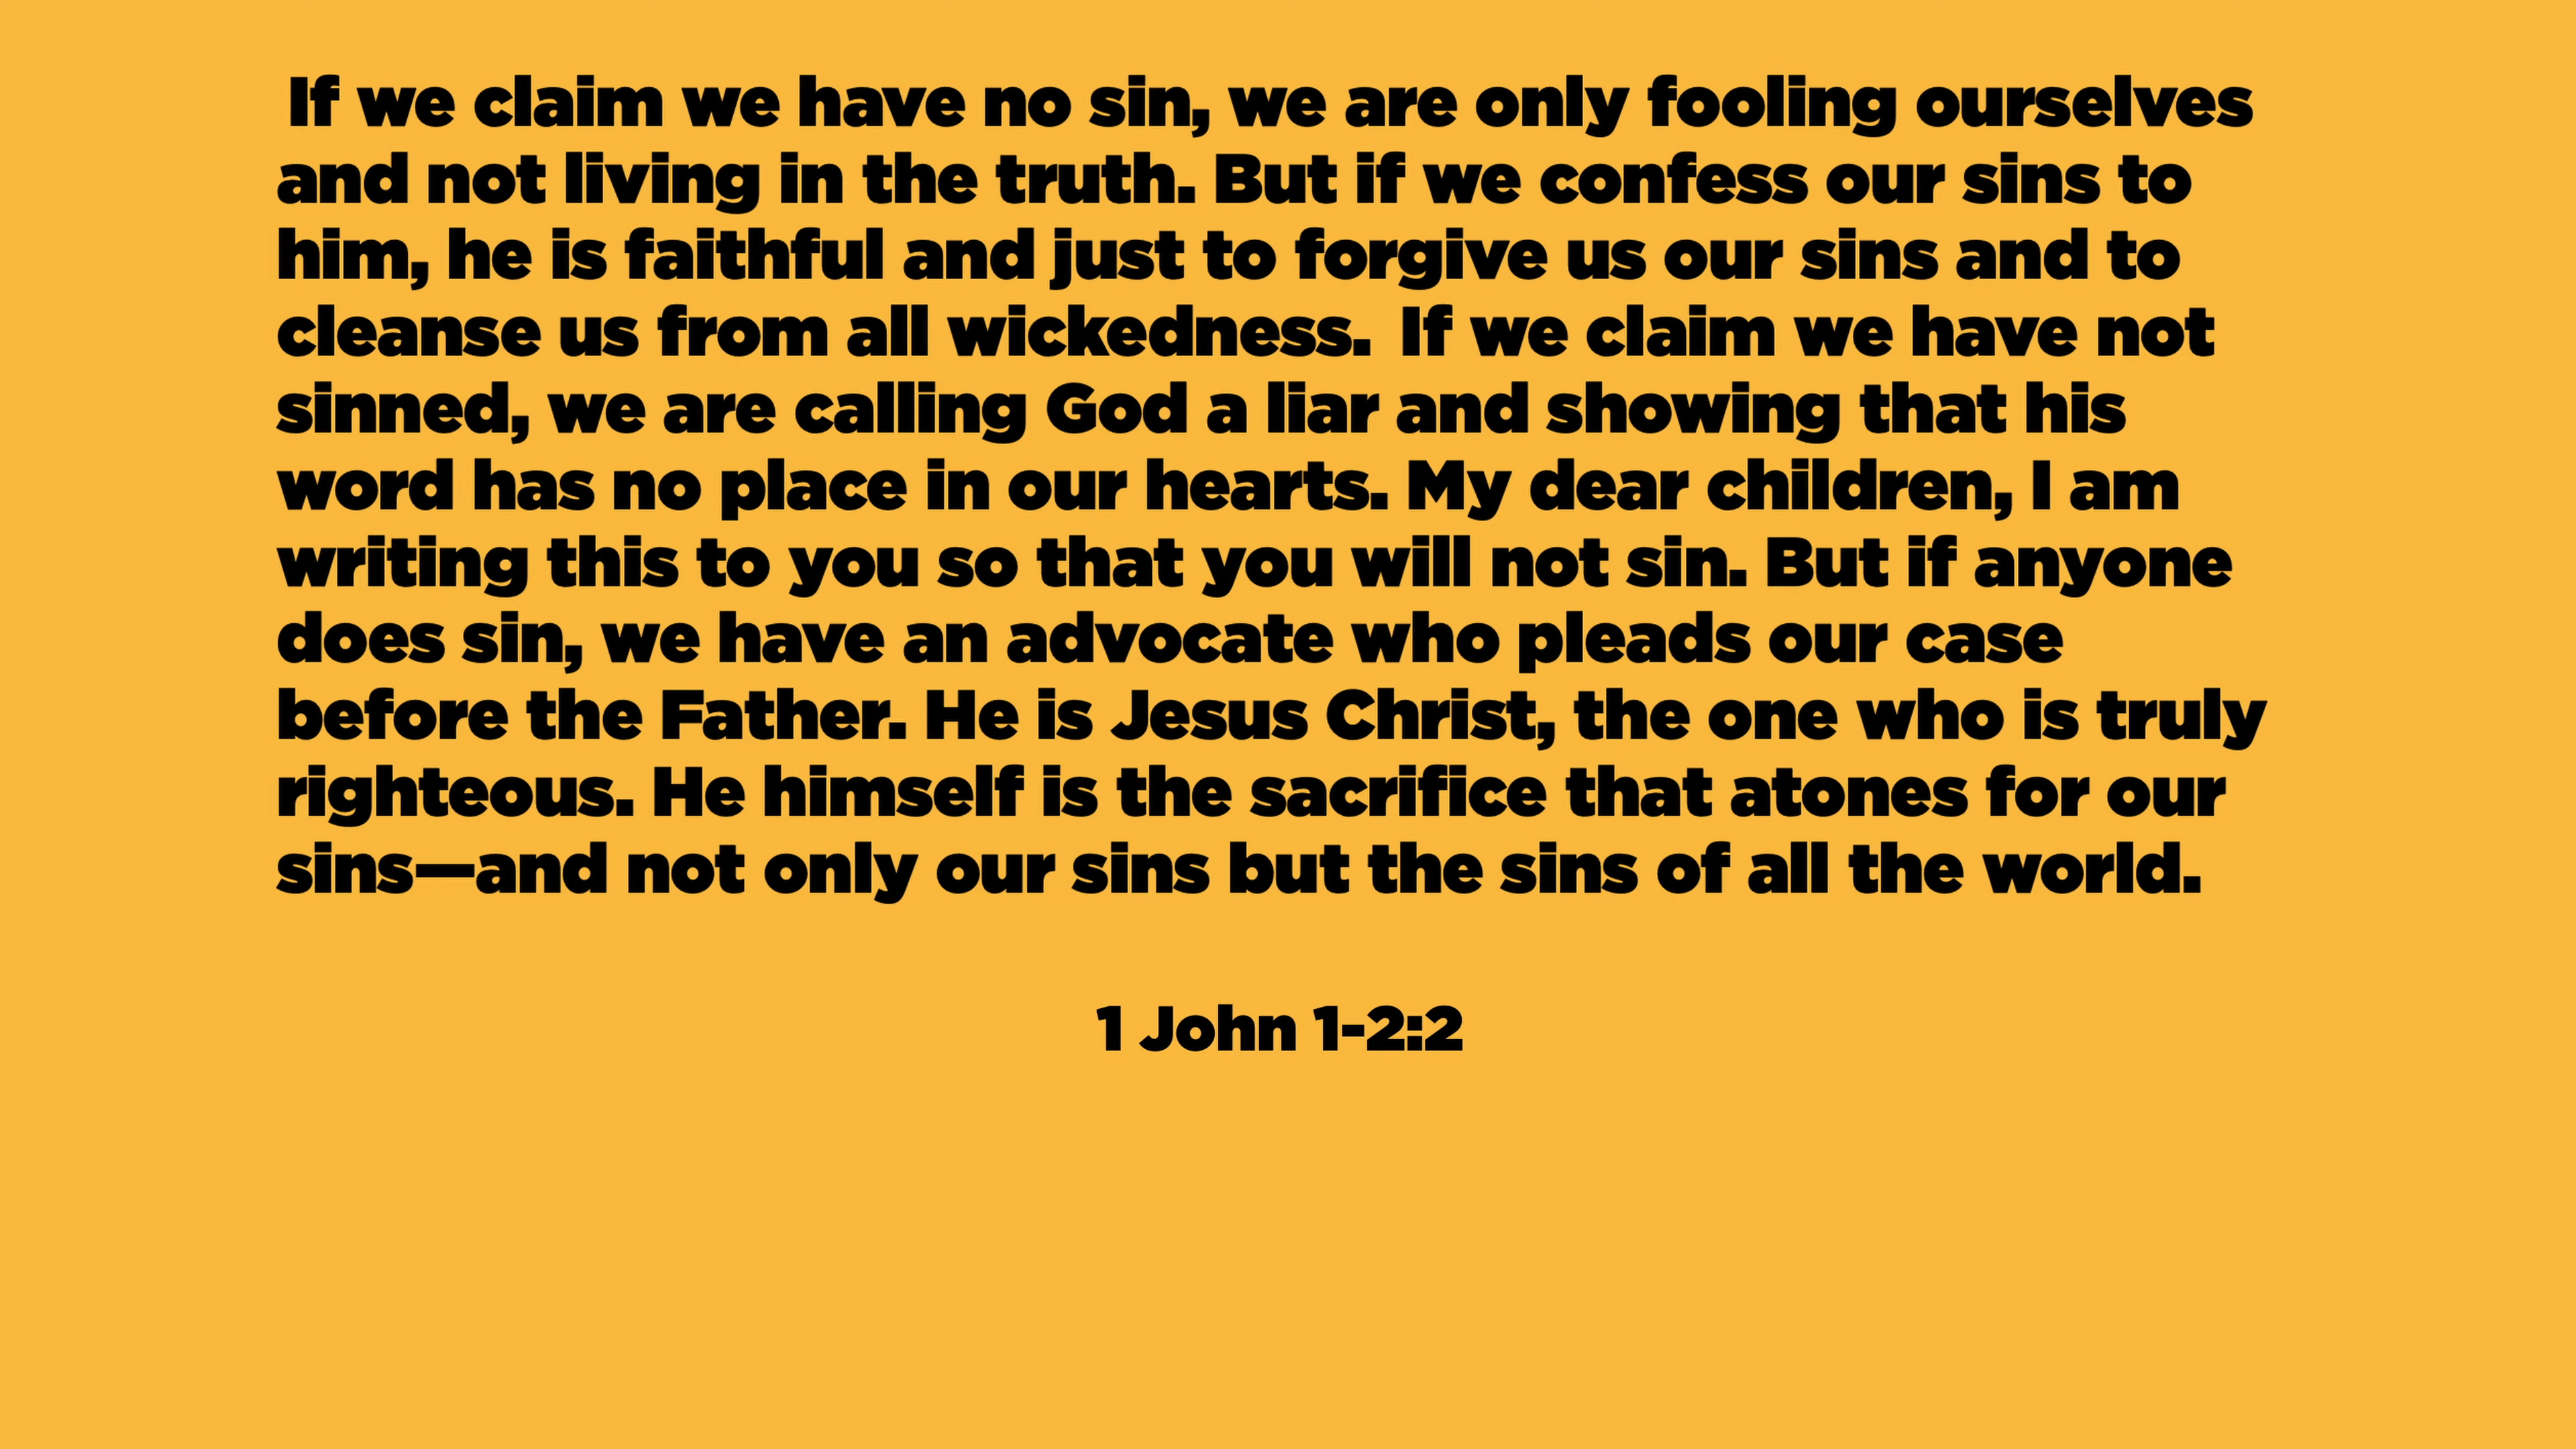 If we claim we have no sin, we are only fooling ourselves
and not living in the truth. But if we confess our sins to
him, he is faithful and just to forgive us our sins and to
cleanse us from all wickedness. If we claim we have not
sinned, we are calling God a liar and showing that his
word has no place in our hearts. My dear children, I am
writing this to you so that you will not sin. But if anyone
does sin, we have an advocate who pleads our case
before the Father. He is Jesus Christ, the one who is truly
righteous. He himself is the sacrifice that atones for our
sins—and not only our sins but the sins of all the world.
1 John 1-2:2